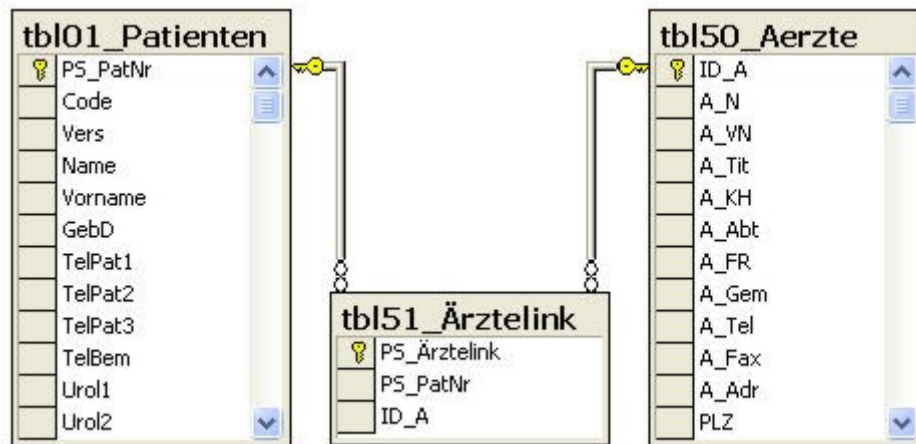 tbl01_Patienten
PS_PatNr
Code
Vers
Name
Vorname
GebD
TelPat1
TelPat2
TelPat3
TelBem
Urol1
Urol2
tbl51_Ärztelink
PS_Ärztelink
PS_PatNr
ID_A
tbl50_Aerzte
ID_A
A_N
A_VN
A_Tit
A_KH
A_Abt
A_FR
A_Gem
A_Tel
A_Fax
A_Adr
PLZ